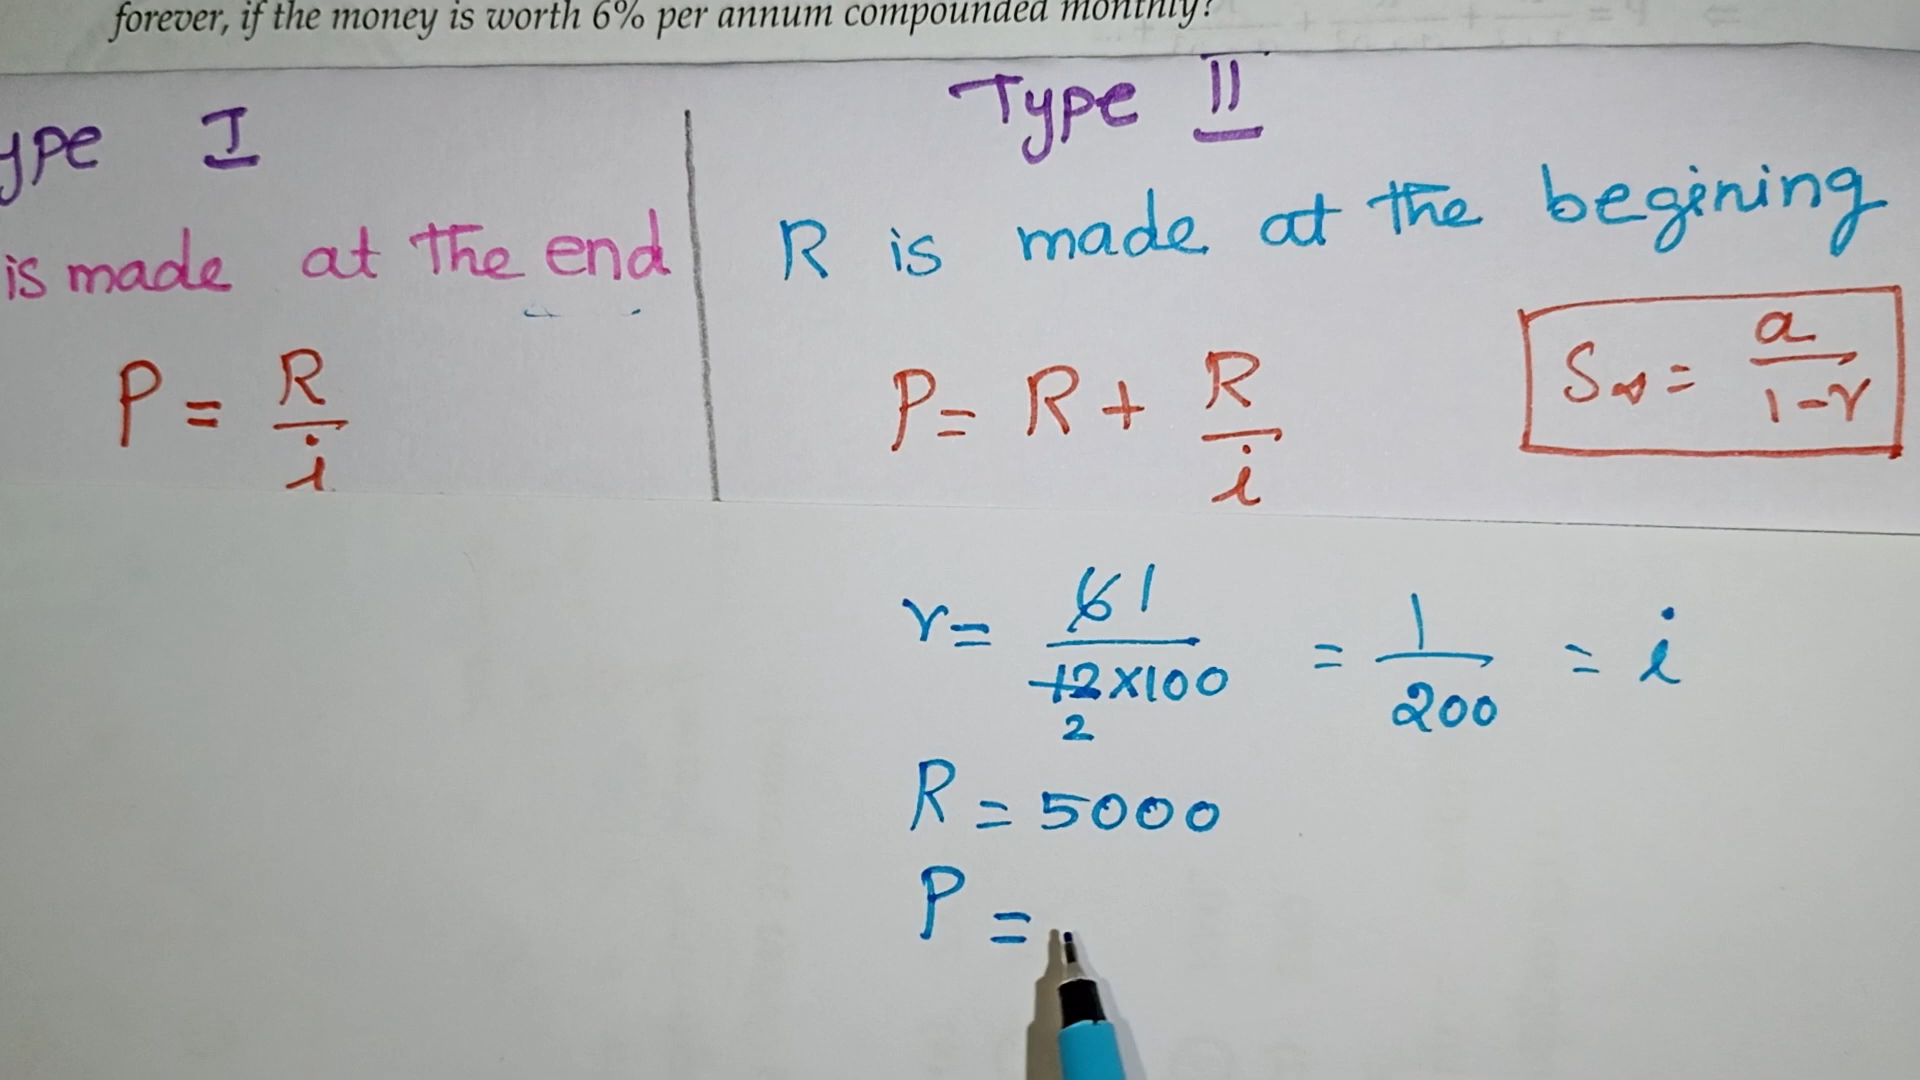 forever, if the money is worth 6% per annum compounded monthly?
ype I
is made at the end
P = R/i
Type II
R is made at the begining
P = R + R/i
S∞ = a/1-r
r = 6 1/12×100 = 1/200 = i
2
R = 5000
P =